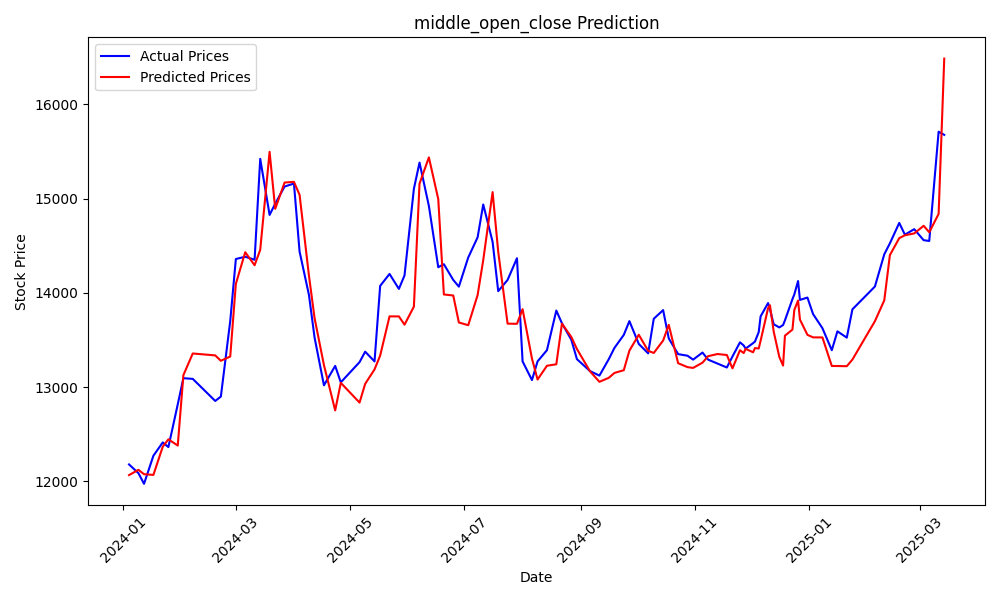 middle_open_close Prediction
Actual Prices
Predicted Prices
Stock Price
16000
15000
14000
13000
12000
2024-01
2024-03
2024-05
2024-07
2024-09
2024-11
2025-01
2025-03
Date